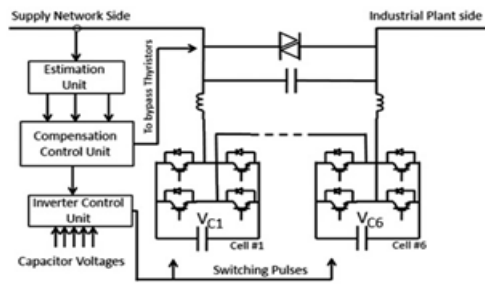 Supply Network Side
Industrial Plant side
Estimation
Unit
To bypass Thyristors
Compensation
Control Unit
Inverter Control
Unit
VC1
VC6
Cell #1
Cell #6
Capacitor Voltages
Switching Pulses